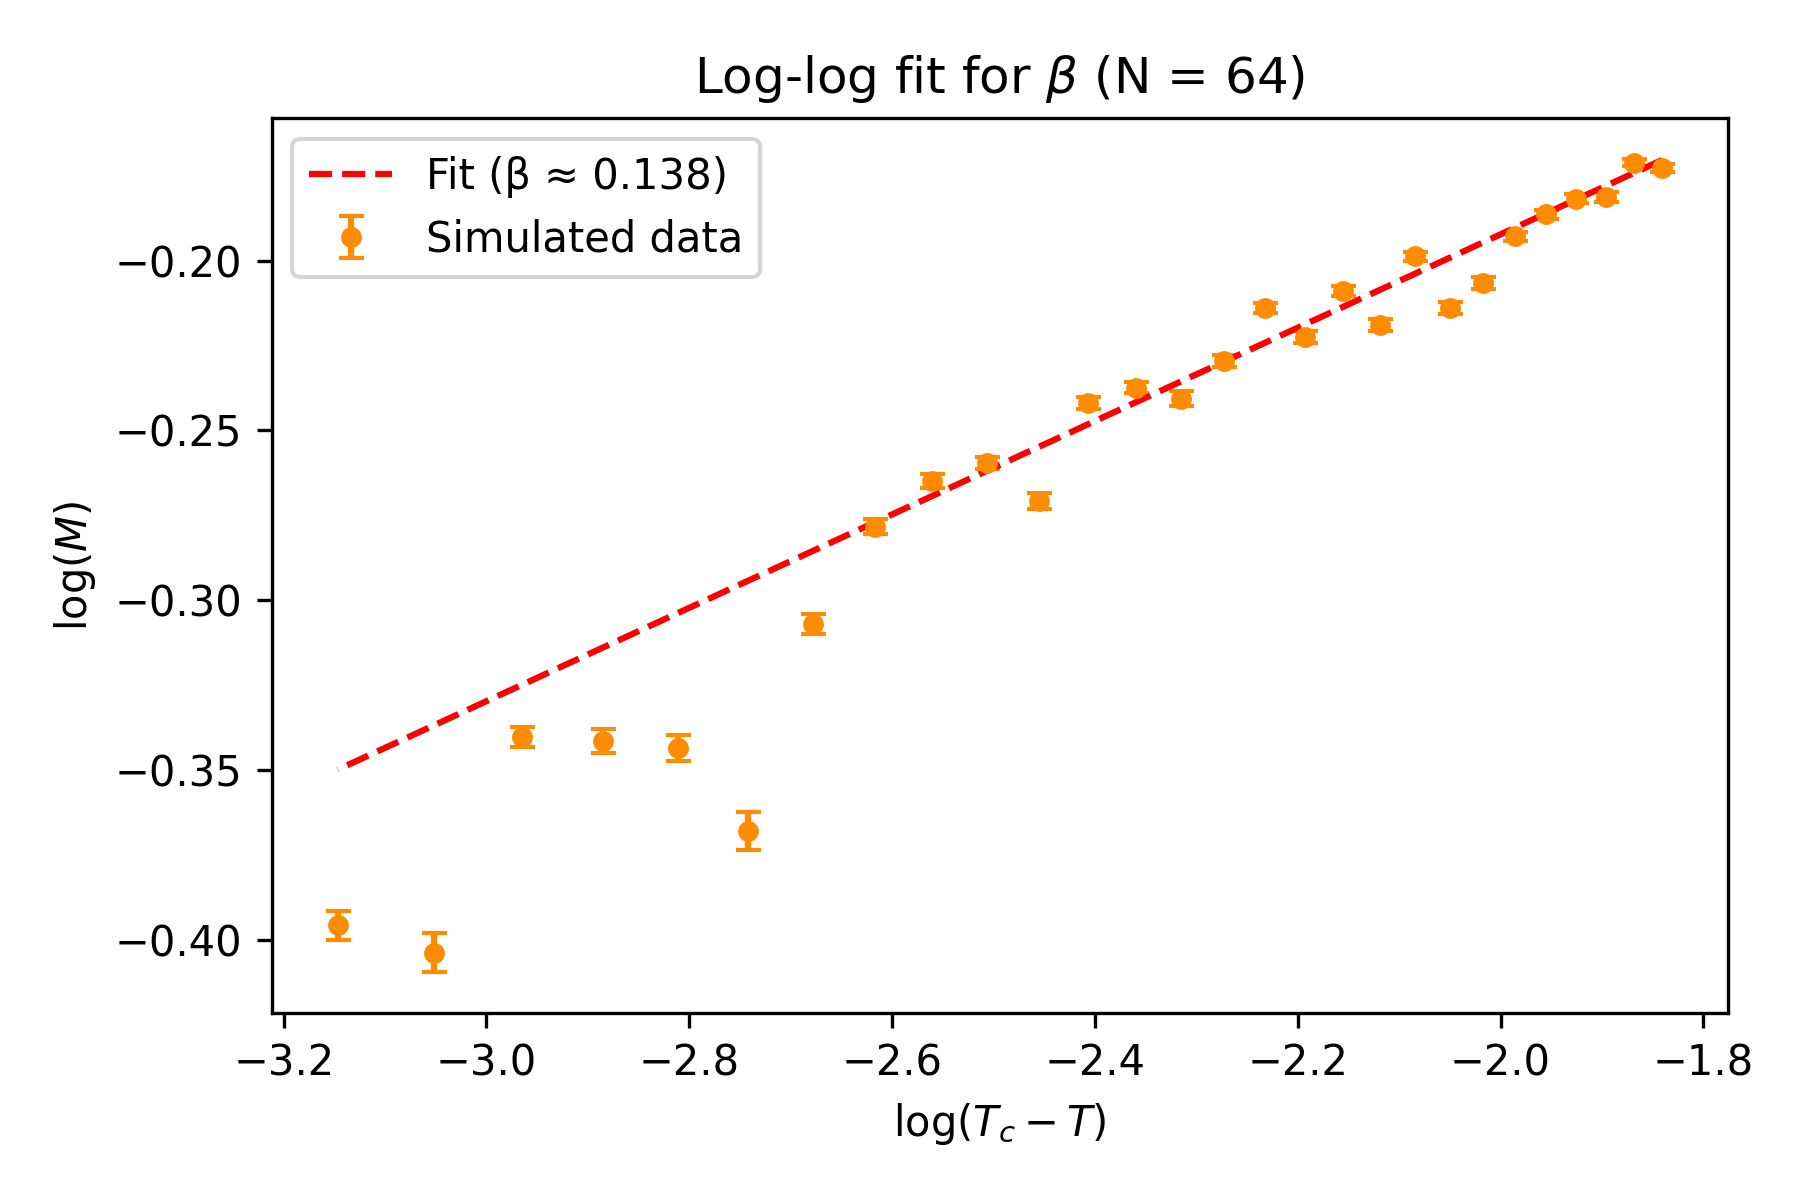 Log-log fit for β (N = 64)
Fit (β ≈ 0.138)
Simulated data
−0.20
−0.25
−0.30
−0.35
−0.40
log(M)
−3.2 −3.0 −2.8 −2.6 −2.4 −2.2 −2.0 −1.8
log(T_c − T)